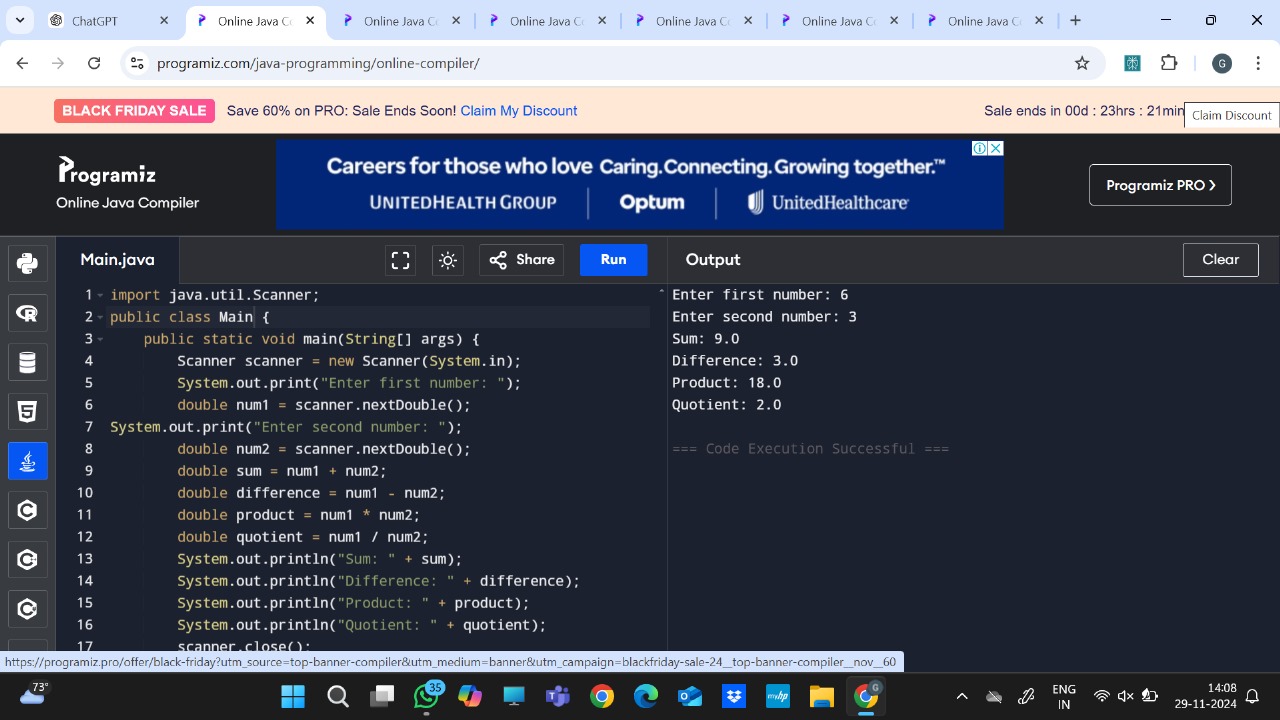 ChatGPT
Online Java Co
Online Java C
Online Java C
Online Java C
Online Java C
Online Java C
programiz.com/java-programming/online-compiler/
G
BLACK FRIDAY SALE Save 60% on PRO: Sale Ends Soon! Claim My Discount
Sale ends in 00d : 23hrs : 21min
Claim Discount
Programiz
Online Java Compiler
Careers for those who love Caring.Connecting.Growing together.™
UNITEDHEALTH GROUP Optum UnitedHealthcare
Programiz PRO
Main.java
Share
Run
Output
Clear
1 import java.util.Scanner;
2 public class Main {
3 public static void main(String[] args) {
4 Scanner scanner = new Scanner(System.in);
5 System.out.print("Enter first number: ");
6 double num1 = scanner.nextDouble();
7 System.out.print("Enter second number: ");
8 double num2 = scanner.nextDouble();
9 double sum = num1 + num2;
10 double difference = num1 - num2;
11 double product = num1 * num2;
12 double quotient = num1 / num2;
13 System.out.println("Sum: " + sum);
14 System.out.println("Difference: " + difference);
15 System.out.println("Product: " + product);
16 System.out.println("Quotient: " + quotient);
17 scanner.close();
Enter first number: 6
Enter second number: 3
Sum: 9.0
Difference: 3.0
Product: 18.0
Quotient: 2.0
=== Code Execution Successful ===
https://programiz.pro/offer/black-friday?utm_source=top-banner-compiler&utm_medium=banner&utm_campaign=blackfriday-sale-24__top-banner-compiler__nov__60
73°
35
myhp
G
ENG
IN
14:08
29-11-2024